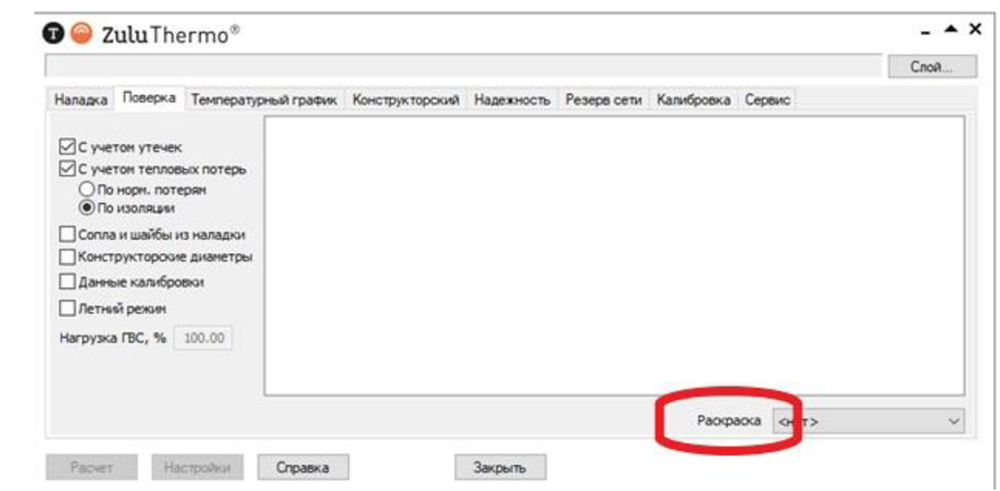 T ZuluThermo®
Слой...
Наладка Поверка Температурный график Конструкторский Надежность Резерв сети Калибровка Сервис
С учетом утечек
С учетом тепловых потерь
По норм. потерям
По изоляции
Сопла и шайбы из наладки
Конструкторские диаметры
Данные калибровки
Летний режим
Нагрузка ГВС, % 100.00
Раскраска <нет>
Расчет Настройки Справка Закрыть